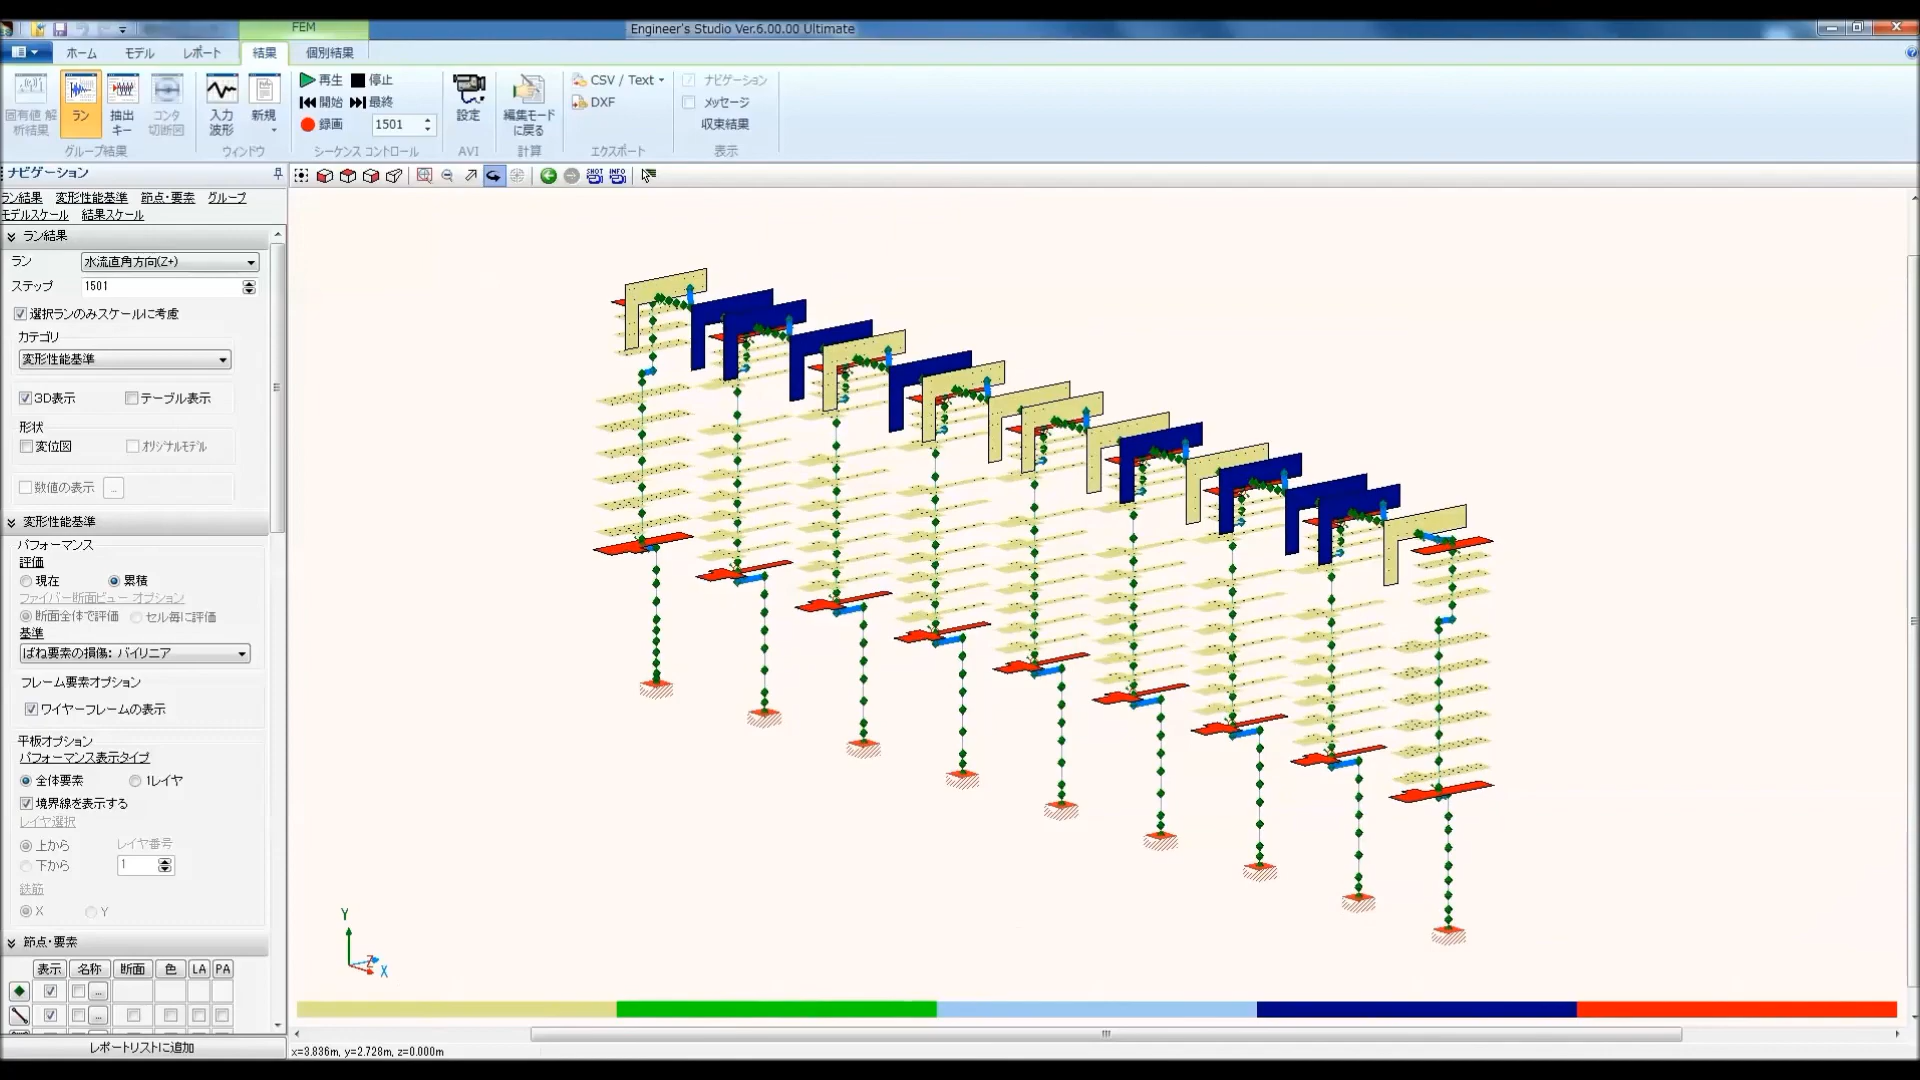 FEM
Engineer's Studio Ver.6.00.00 Ultimate
ホーム モデル レポート 結果 個別結果
固有値 解析結果
ラン
抽出キー
コンタ切断図
グループ結果
入力波形
新規
ウィンドウ
再生 停止
開始 最終
録画 1501
シーケンス コントロール
設定
AVI
編集モードに戻る
計算
CSV / Text
DXF
エクスポート
ナビゲーション
メッセージ
収束結果
表示
ナビゲーション
SHOT INFO
ラン結果 変形性能基準 節点・要素 グループ
モデルスケール 結果スケール
ラン結果
ラン 水流直角方向(Z+)
ステップ 1501
選択ランのみスケールに考慮
カテゴリ
変形性能基準
3D表示 テーブル表示
形状
変位図 オリジナルモデル
数値の表示 ...
変形性能基準
パフォーマンス
評価
現在 累積
ファイバー断面ビュー オプション
断面全体で評価 セル毎に評価
基準
ばね要素の損傷: バイリニア
フレーム要素オプション
ワイヤーフレームの表示
平板オプション
パフォーマンス表示タイプ
全体要素 1レイヤ
境界線を表示する
レイヤ選択
上から レイヤ番号
下から 1
鉄筋
X Y
節点・要素
表示 名称 断面 色 LA PA
...
...
レポートリストに追加
Y
Z
X
x=3.836m, y=2.728m, z=0.000m